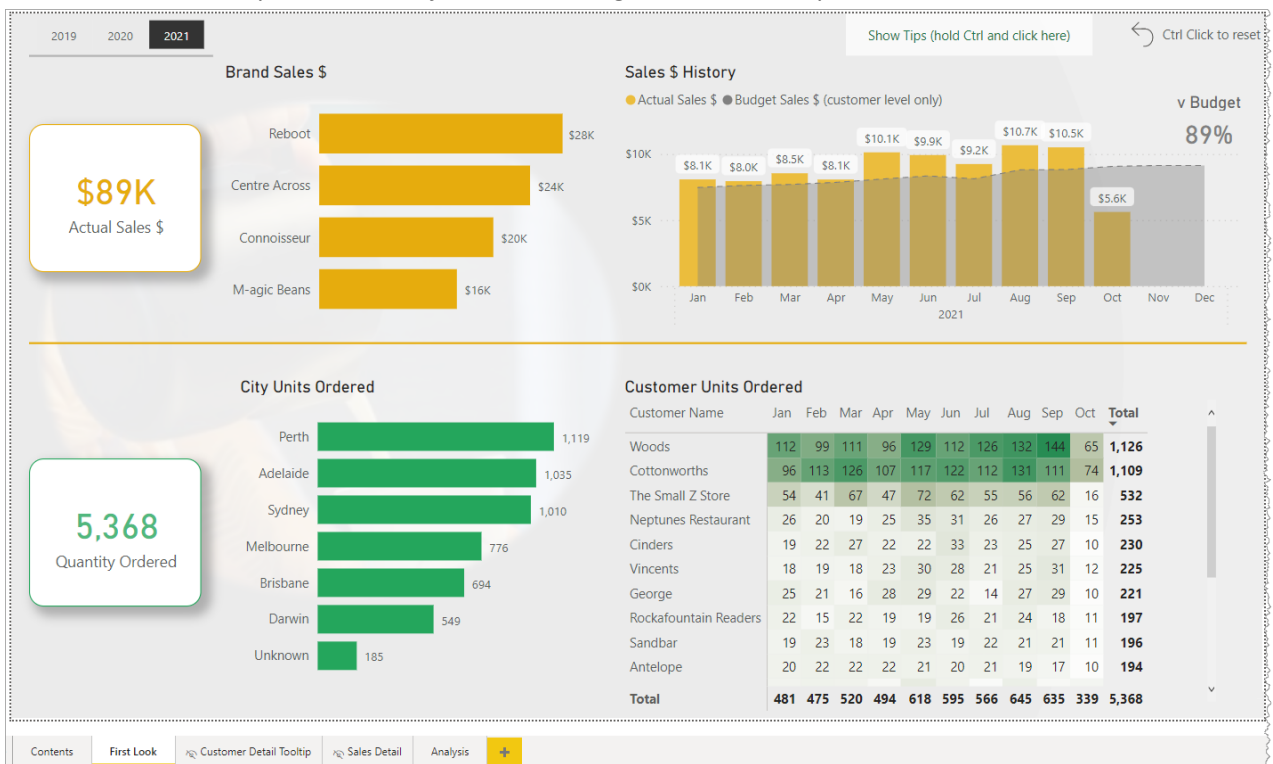 2019 2020 2021
Show Tips (hold Ctrl and click here)
Ctrl Click to reset
Brand Sales $
Reboot $28K
Centre Across $24K
Connoisseur $20K
M-agic Beans $16K
$89K
Actual Sales $
Sales $ History
Actual Sales $ Budget Sales $ (customer level only)
v Budget
89%
$10K
$5K
$0K
$8.1K $8.0K $8.5K $8.1K $10.1K $9.9K $9.2K $10.7K $10.5K $5.6K
Jan Feb Mar Apr May Jun Jul Aug Sep Oct Nov Dec
2021
City Units Ordered
Perth 1,119
Adelaide 1,035
Sydney 1,010
Melbourne 776
Brisbane 694
Darwin 549
Unknown 185
5,368
Quantity Ordered
Customer Units Ordered
Customer Name Jan Feb Mar Apr May Jun Jul Aug Sep Oct Total
Woods 112 99 111 96 129 112 126 132 144 65 1,126
Cottonworths 96 113 126 107 117 122 112 131 111 74 1,109
The Small Z Store 54 41 67 47 72 62 55 56 62 16 532
Neptunes Restaurant 26 20 19 25 35 31 26 27 29 15 253
Cinders 19 22 27 22 22 33 23 25 27 10 230
Vincents 18 19 18 23 30 28 21 25 31 12 225
George 25 21 16 28 29 22 14 27 29 10 221
Rockafountain Readers 22 15 22 19 19 26 21 24 18 11 197
Sandbar 19 23 18 19 23 19 22 21 21 11 196
Antelope 20 22 22 22 21 20 21 19 17 10 194
Total 481 475 520 494 618 595 566 645 635 339 5,368
Contents First Look Customer Detail Tooltip Sales Detail Analysis +